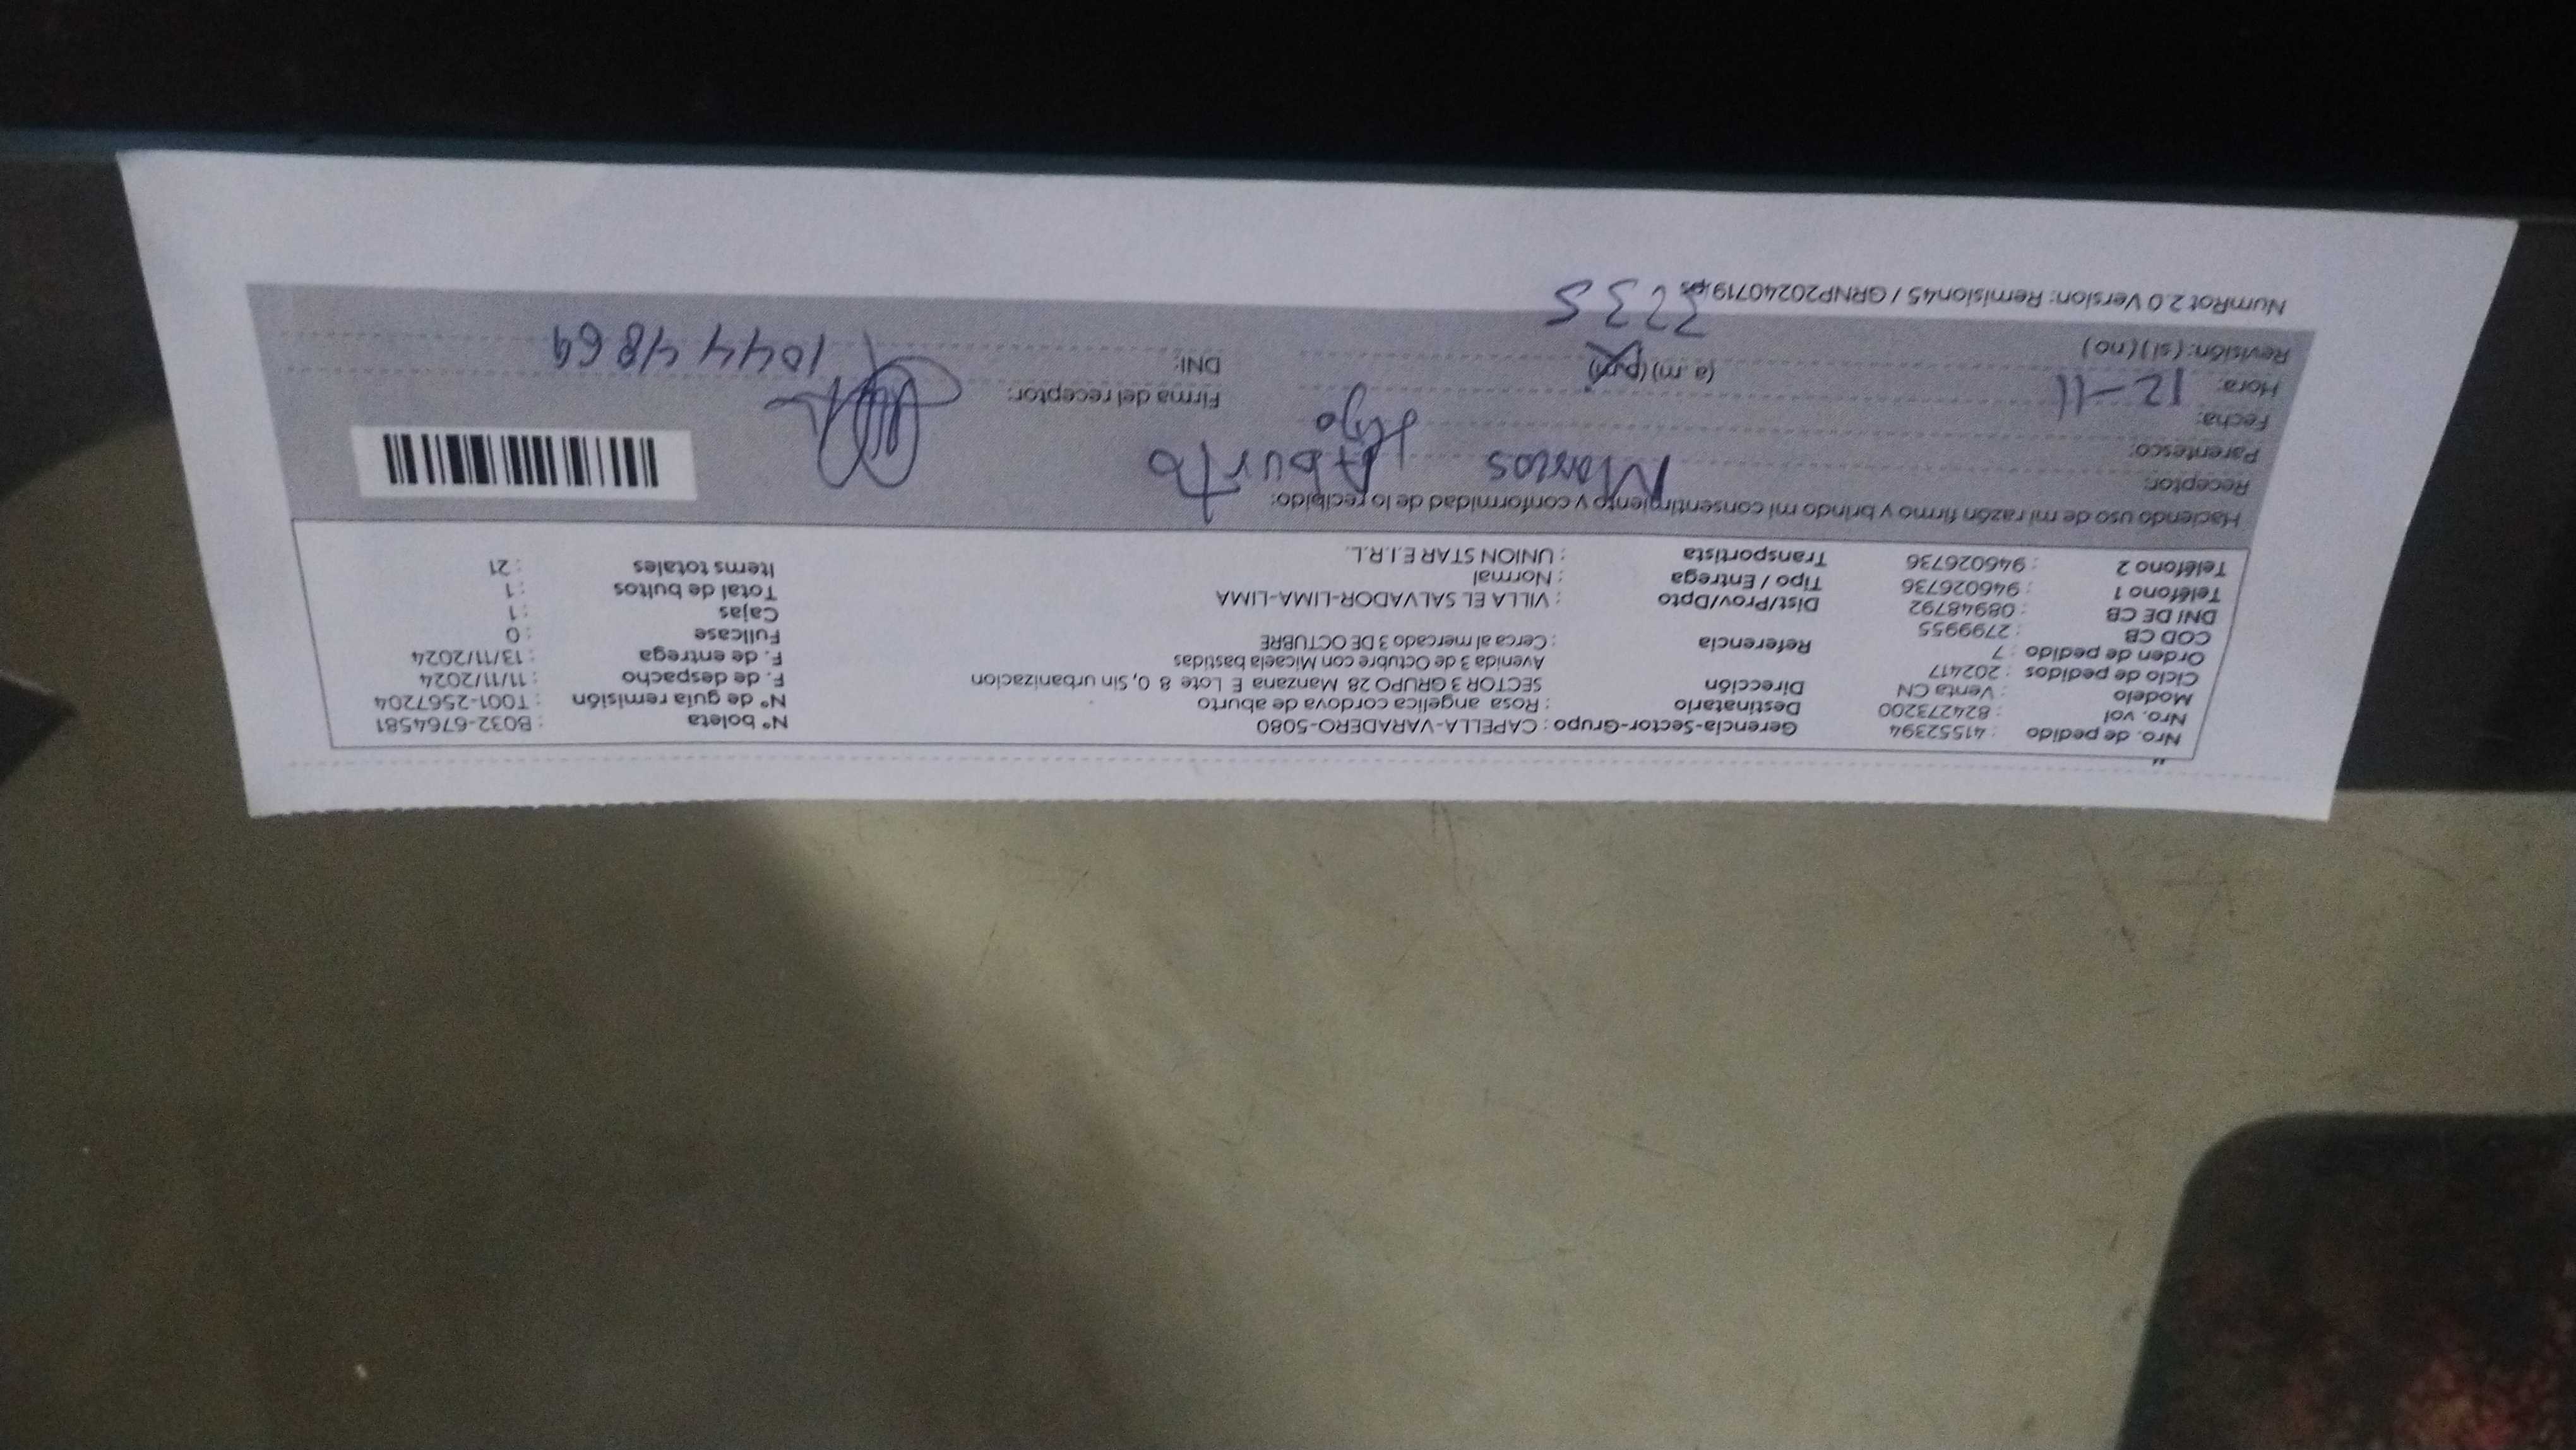 Nro. de pedido : 41552394
Nro. vol : 824273200
Modelo : Venta CN
Ciclo de pedidos : 202417
Orden de pedido : 7
COD CB : 2799955
DNI DE CB : 08948792
Teléfono 1 : 946026736
Teléfono 2 : 946026736
Gerencia-Sector-Grupo : CAPELLA-VARADERO-5080
Destinatario : Rosa angelica cordova de aburto
Dirección SECTOR 3 GRUPO 28 Manzana E Lote 8 0, Sin urbanizacion
Avenida 3 de Octubre con Micaela bastidas
Referencia : Cerca al mercado 3 DE OCTUBRE
Dist/Prov/Dpto : VILLA EL SALVADOR-LIMA-LIMA
Tipo / Entrega : Normal
Transportista : UNION STAR E.I.R.L.
Nº boleta : B032-6764581
Nº de guía remisión : T001-2567204
F. de despacho : 11/11/2024
F. de entrega : 13/11/2024
Fullcase : 0
Cajas : 1
Total de bultos : 1
Items totales : 21
Haciendo uso de mi razón firmo y brindo mi consentimiento y conformidad de lo recibido:
Receptor: Marcos Aburto
Parentesco: Hijo
Fecha:
Hora: 12-11 (a.m)(p.m)
Revisión: (si)(no)
3235
Firma del receptor:
DNI: 10444869
NumRot 2.0 Version: Remision45 / GRNP20240719.ps